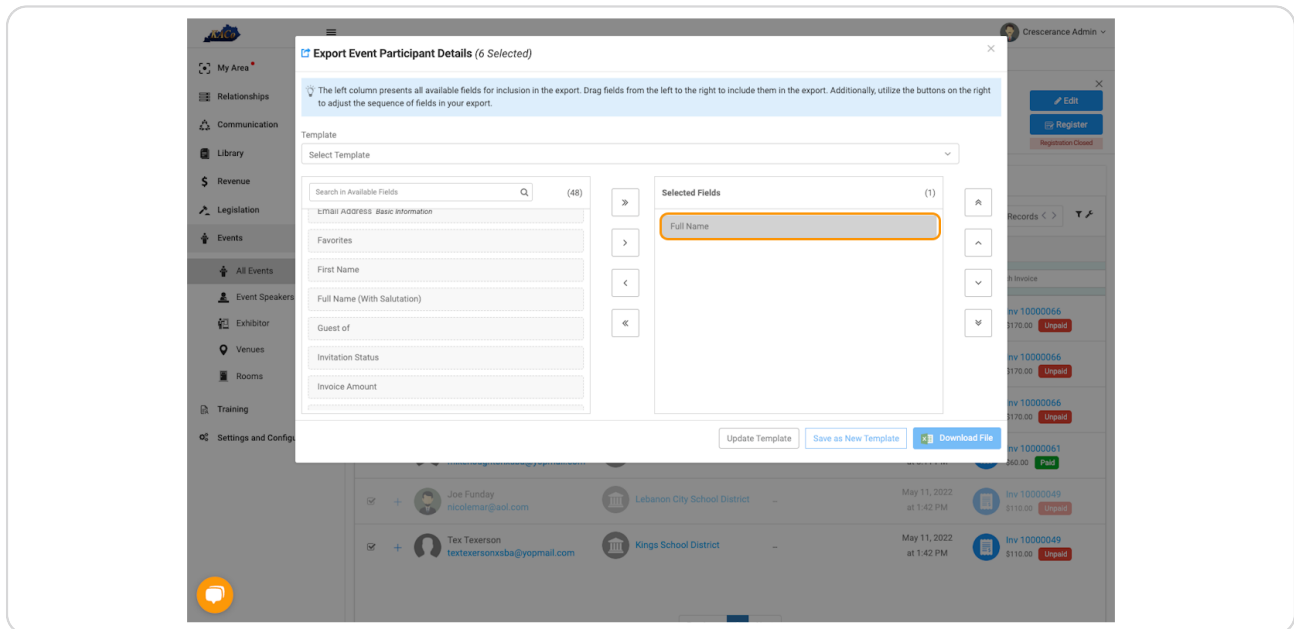 KACo
Crescerance Admin
Export Event Participant Details (6 Selected)
My Area
The left column presents all available fields for inclusion in the export. Drag fields from the left to the right to include them in the export. Additionally, utilize the buttons on the right
to adjust the sequence of fields in your export.
Relationships
Edit
Communication
Register
Template
Registration Closed
Library
Select Template
Revenue
Search in Available Fields
(48)
Selected Fields
(1)
Legislation
Email Address Basic Information
Records
Full Name
Events
Favorites
All Events
First Name
h Invoice
Event Speakers
Full Name (With Salutation)
Inv 10000066
$170.00 Unpaid
Exhibitor
Guest of
Venues
Invitation Status
Inv 10000066
$170.00 Unpaid
Rooms
Invoice Amount
Inv 10000066
$170.00 Unpaid
Training
Settings and Configu
Update Template
Save as New Template
Download File
Inv 10000061
$60.00 Paid
Joe Funday
nicolemar@aol.com
Lebanon City School District
–
May 11, 2022
at 1:42 PM
Inv 10000049
$110.00 Unpaid
Tex Texerson
textexersonxsba@yopmail.com
Kings School District
–
May 11, 2022
at 1:42 PM
Inv 10000049
$110.00 Unpaid